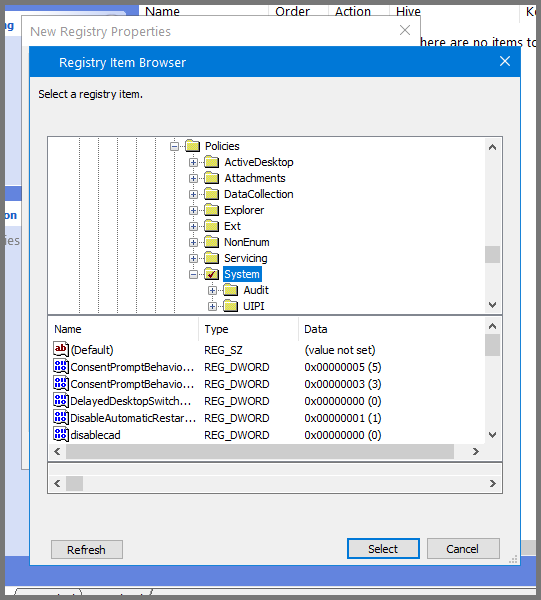 Name Order Action Hive
New Registry Properties
here are no items to
Registry Item Browser
Select a registry item.
Policies
ActiveDesktop
Attachments
DataCollection
Explorer
Ext
NonEnum
Servicing
System
Audit
UIPI
Name Type Data
ab (Default) REG_SZ (value not set)
ConsentPromptBehavio... REG_DWORD 0x00000005 (5)
ConsentPromptBehavio... REG_DWORD 0x00000003 (3)
DelayedDesktopSwitch... REG_DWORD 0x00000000 (0)
DisableAutomaticRestar... REG_DWORD 0x00000001 (1)
disablecad REG_DWORD 0x00000000 (0)
Refresh Select Cancel